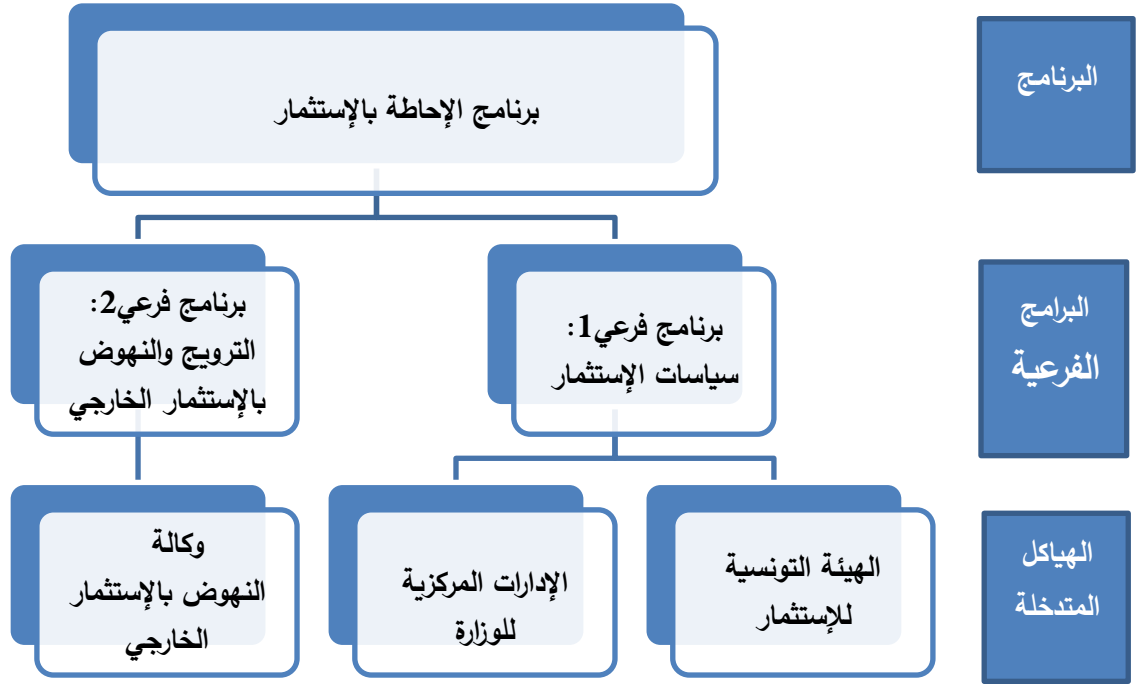 البرنامج
برنامج الإحاطة بالإستثمار
البرامج
الفرعية
برنامج فرعي1:
سياسات الإستثمار
برنامج فرعي2:
الترويج والنهوض
بالإستثمار الخارجي
الهياكل
المتدخلة
الهيئة التونسية
للإستثمار
الإدارات المركزية
للوزارة
وكالة
النهوض بالإستثمار
الخارجي